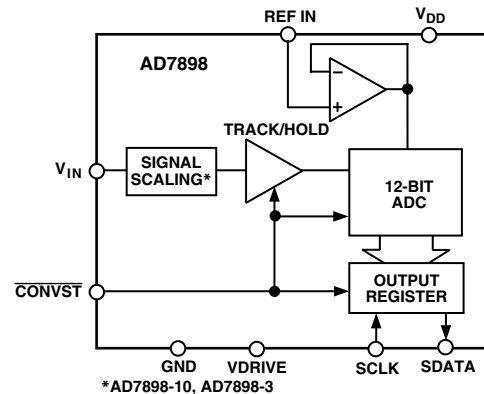 REF IN
VDD
AD7898
−
+
TRACK/HOLD
VIN
SIGNAL
SCALING*
12-BIT
ADC
CONVST
OUTPUT
REGISTER
GND
VDRIVE
SCLK
SDATA
*AD7898-10, AD7898-3